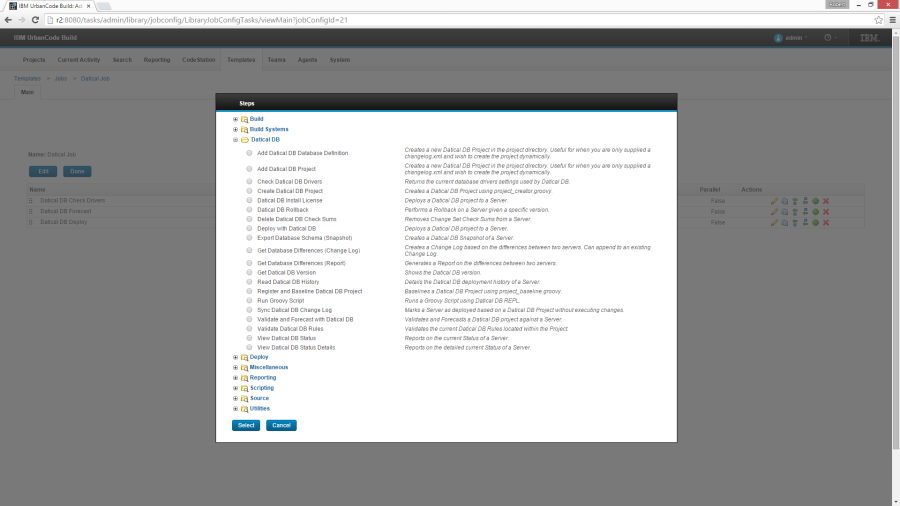 IBM UrbanCode Build: Ad
r2:8080/tasks/admin/library/jobconfig/LibraryJobConfigTasks/viewMain?jobConfigId=21
IBM UrbanCode Build
admin
IBM.
Projects Current Activity Search Reporting CodeStation Templates Teams Agents System
Templates » Jobs » Datical Job
Main
Name: Datical Job
Edit Done
Name Parallel Actions
Datical DB Check Drivers False
Datical DB Forecast False
Datical DB Deploy False
Steps
Build
Build Systems
Datical DB
Add Datical DB Database Definition Creates a new Datical DB Project in the project directory. Useful for when you are only supplied a
changelog.xml and wish to create the project dynamically.
Add Datical DB Project Creates a new Datical DB Project in the project directory. Useful for when you are only supplied a
changelog.xml and wish to create the project dynamically.
Check Datical DB Drivers Returns the current database drivers settings used by Datical DB.
Create Datical DB Project Creates a Datical DB Project using project_creator.groovy.
Datical DB Install License Deploys a Datical DB project to a Server.
Datical DB Rollback Performs a Rollback on a Server given a specific version.
Delete Datical DB Check Sums Removes Change Set Check Sums from a Server.
Deploy with Datical DB Deploys a Datical DB project to a Server.
Export Database Schema (Snapshot) Creates a Datical DB Snapshot of a Server.
Get Database Differences (Change Log) Creates a Change Log based on the differences between two servers. Can append to an existing
Change Log.
Get Database Differences (Report) Generates a Report on the differences between two servers.
Get Datical DB Version Shows the Datical DB version.
Read Datical DB History Details the Datical DB deployment history of a Server.
Register and Baseline Datical DB Project Baselines a Datical DB Project using project_baseline.groovy.
Run Groovy Script Runs a Groovy Script using Datical DB REPL.
Sync Datical DB Change Log Marks a Server as deployed based on a Datical DB Project without executing changes.
Validate and Forecast with Datical DB Validates and Forecasts a Datical DB project against a Server.
Validate Datical DB Rules Validates the current Datical DB Rules located within the Project.
View Datical DB Status Reports on the current Status of a Server.
View Datical DB Status Details Reports on the detailed current Status of a Server.
Deploy
Miscellaneous
Reporting
Scripting
Source
Utilities
Select Cancel